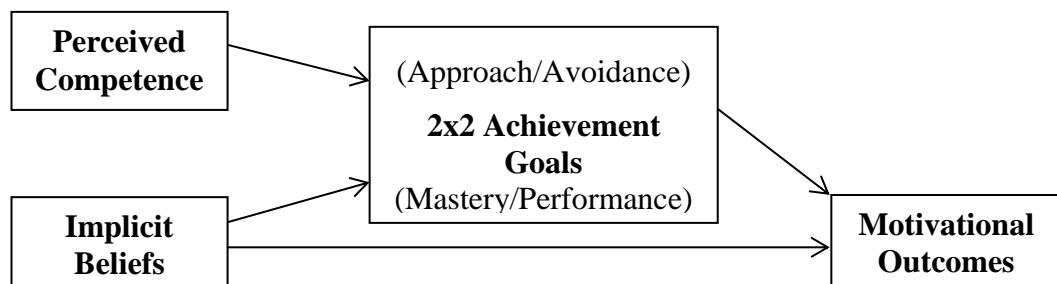 Perceived
Competence
(Approach/Avoidance)
2x2 Achievement
Goals
(Mastery/Performance)
Implicit
Beliefs
Motivational
Outcomes